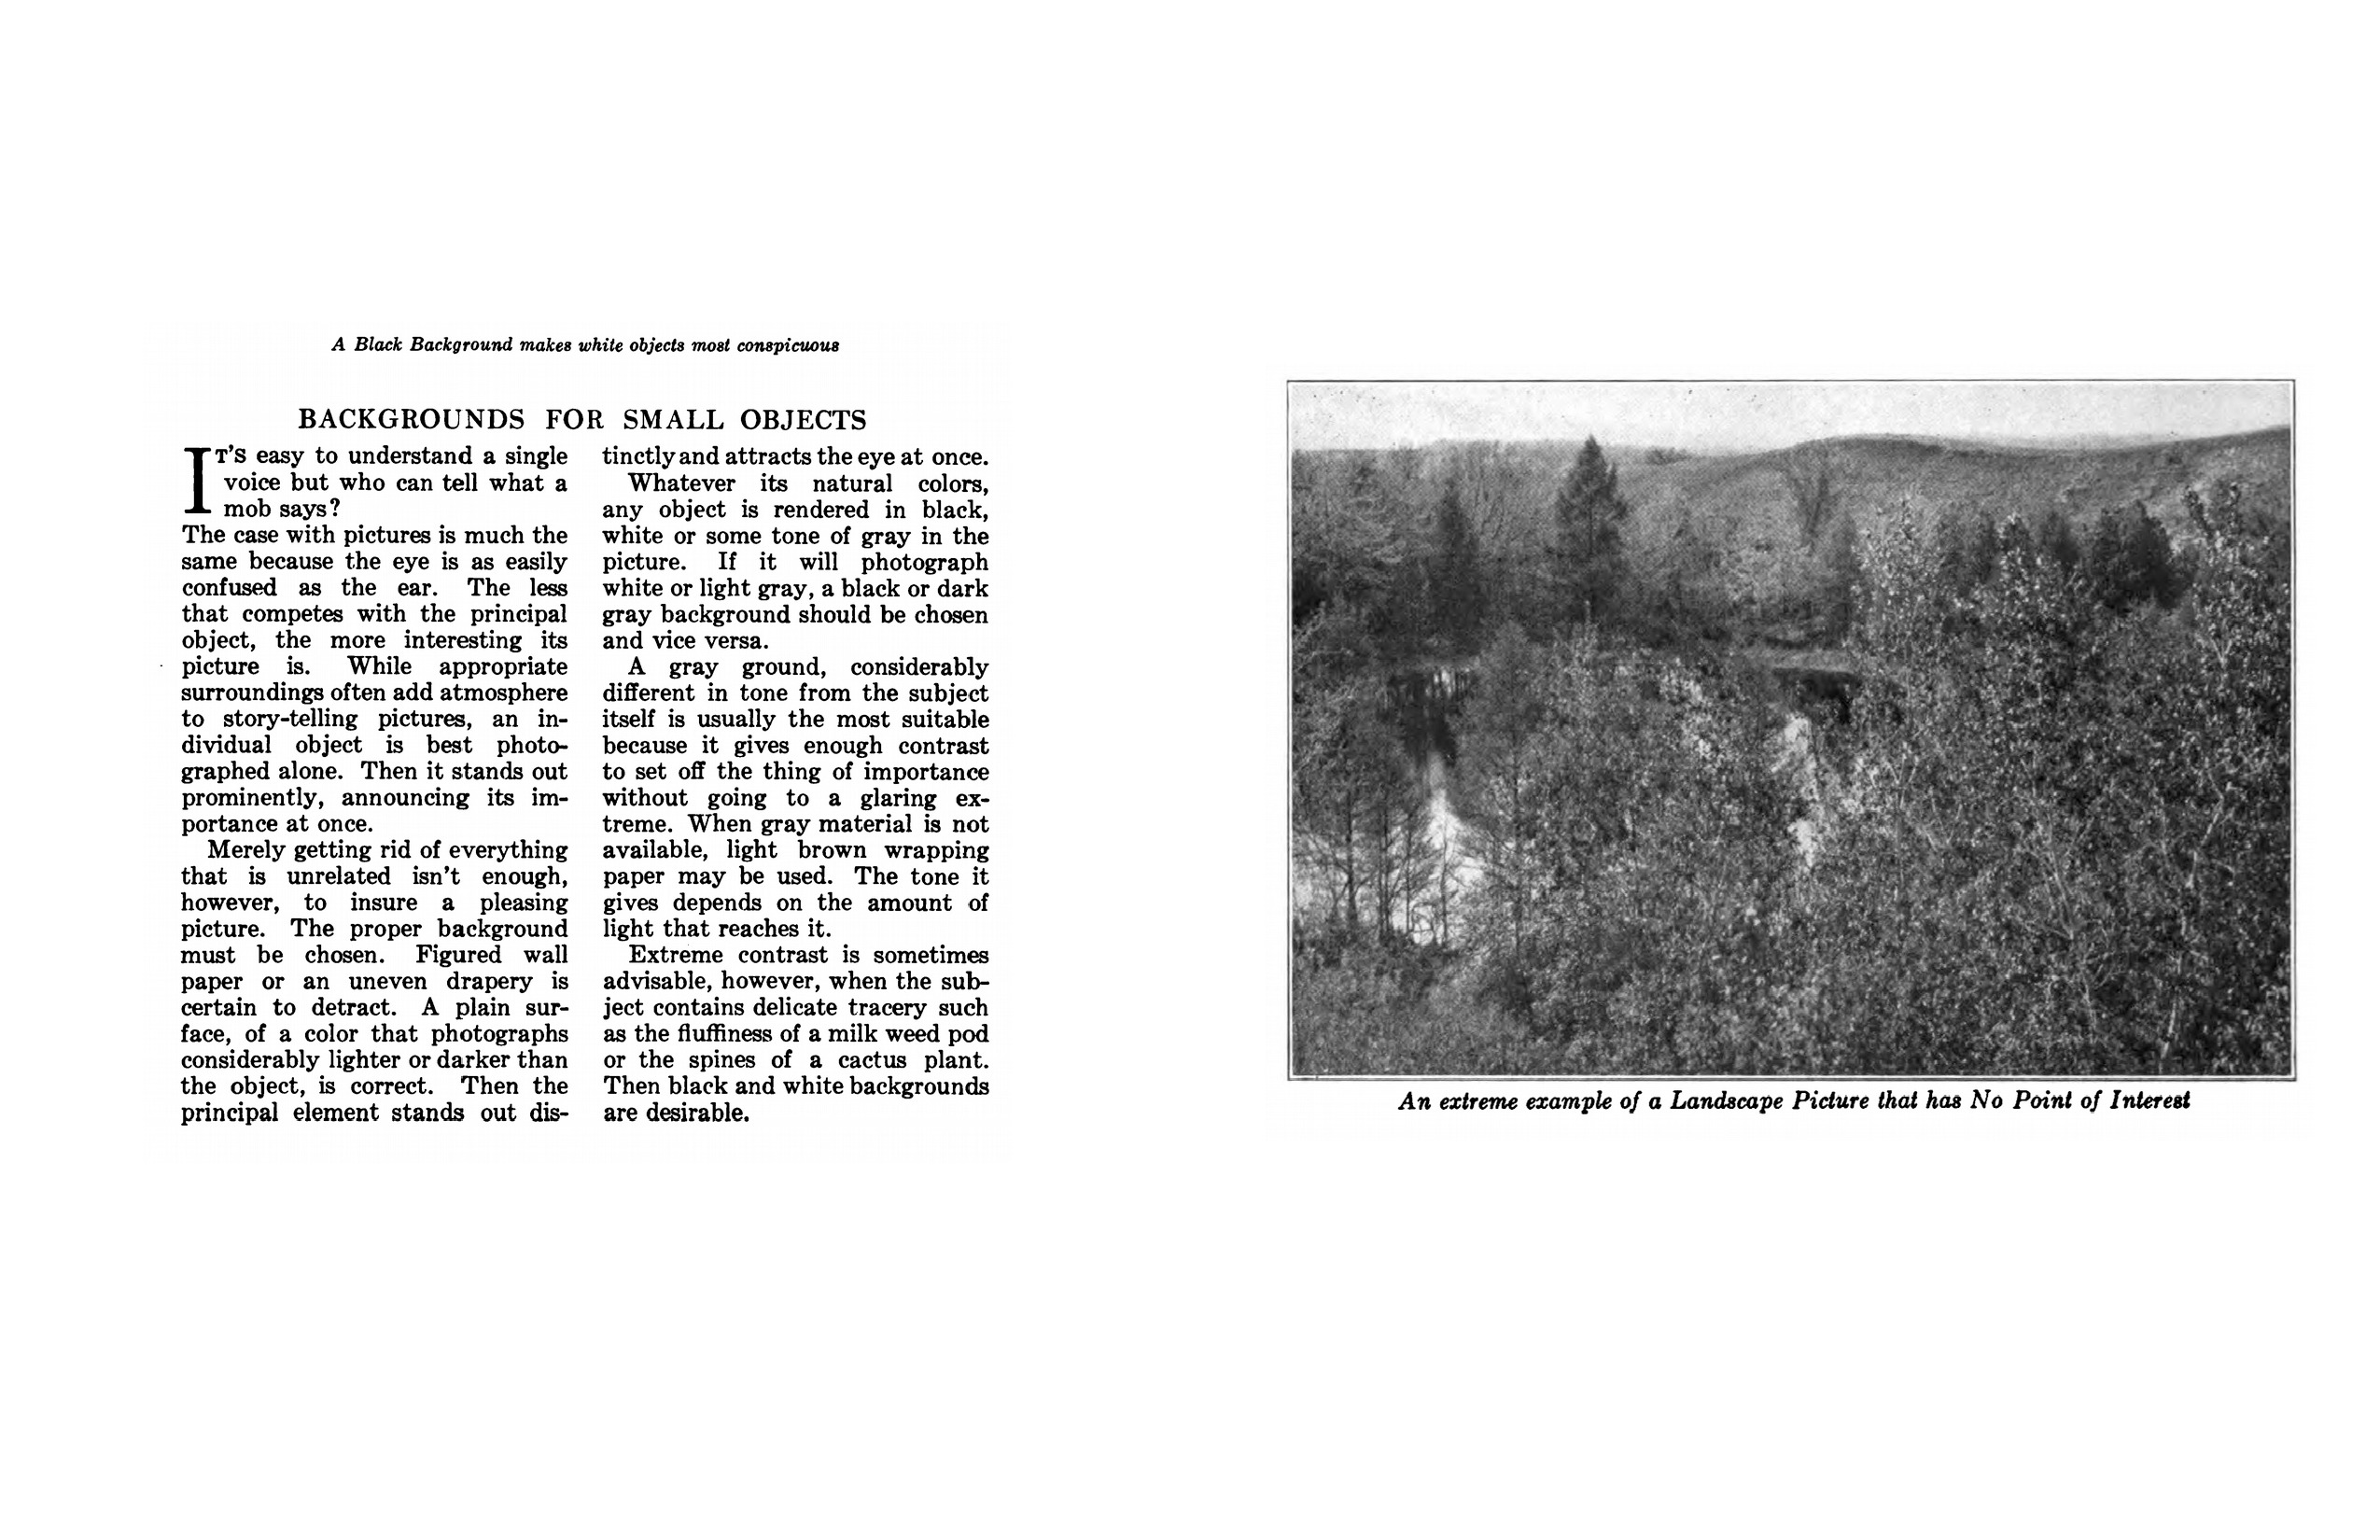 A Black Background makes white objects most conspicuous
BACKGROUNDS FOR SMALL OBJECTS
IT'S easy to understand a single
voice but who can tell what a
mob says?
The case with pictures is much the
same because the eye is as easily
confused as the ear. The less
that competes with the principal
object, the more interesting its
picture is. While appropriate
surroundings often add atmosphere
to story-telling pictures, an in-
dividual object is best photo-
graphed alone. Then it stands out
prominently, announcing its im-
portance at once.
Merely getting rid of everything
that is unrelated isn't enough,
however, to insure a pleasing
picture. The proper background
must be chosen. Figured wall
paper or an uneven drapery is
certain to detract. A plain sur-
face, of a color that photographs
considerably lighter or darker than
the object, is correct. Then the
principal element stands out dis-
tinctly and attracts the eye at once.
Whatever its natural colors,
any object is rendered in black,
white or some tone of gray in the
picture. If it will photograph
white or light gray, a black or dark
gray background should be chosen
and vice versa.
A gray ground, considerably
different in tone from the subject
itself is usually the most suitable
because it gives enough contrast
to set off the thing of importance
without going to a glaring ex-
treme. When gray material is not
available, light brown wrapping
paper may be used. The tone it
gives depends on the amount of
light that reaches it.
Extreme contrast is sometimes
advisable, however, when the sub-
ject contains delicate tracery such
as the fluffiness of a milk weed pod
or the spines of a cactus plant.
Then black and white backgrounds
are desirable.
An extreme example of a Landscape Picture that has No Point of Interest